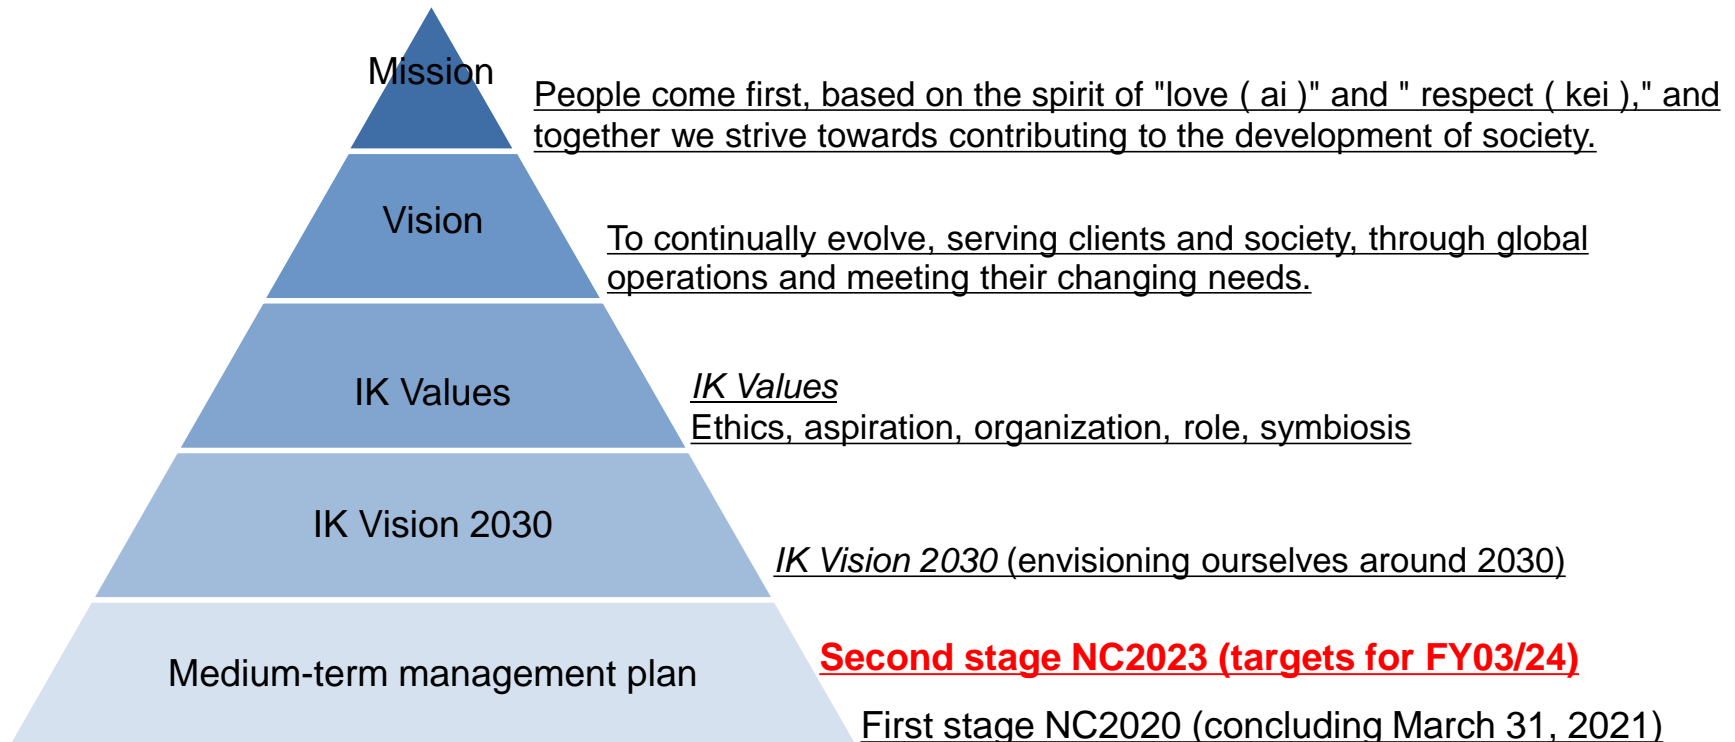 Mission
People come first, based on the spirit of "love ( ai )" and " respect ( kei )," and
together we strive towards contributing to the development of society.
Vision
To continually evolve, serving clients and society, through global
operations and meeting their changing needs.
IK Values
IK Values
Ethics, aspiration, organization, role, symbiosis
IK Vision 2030
IK Vision 2030 (envisioning ourselves around 2030)
Medium-term management plan
Second stage NC2023 (targets for FY03/24)
First stage NC2020 (concluding March 31, 2021)